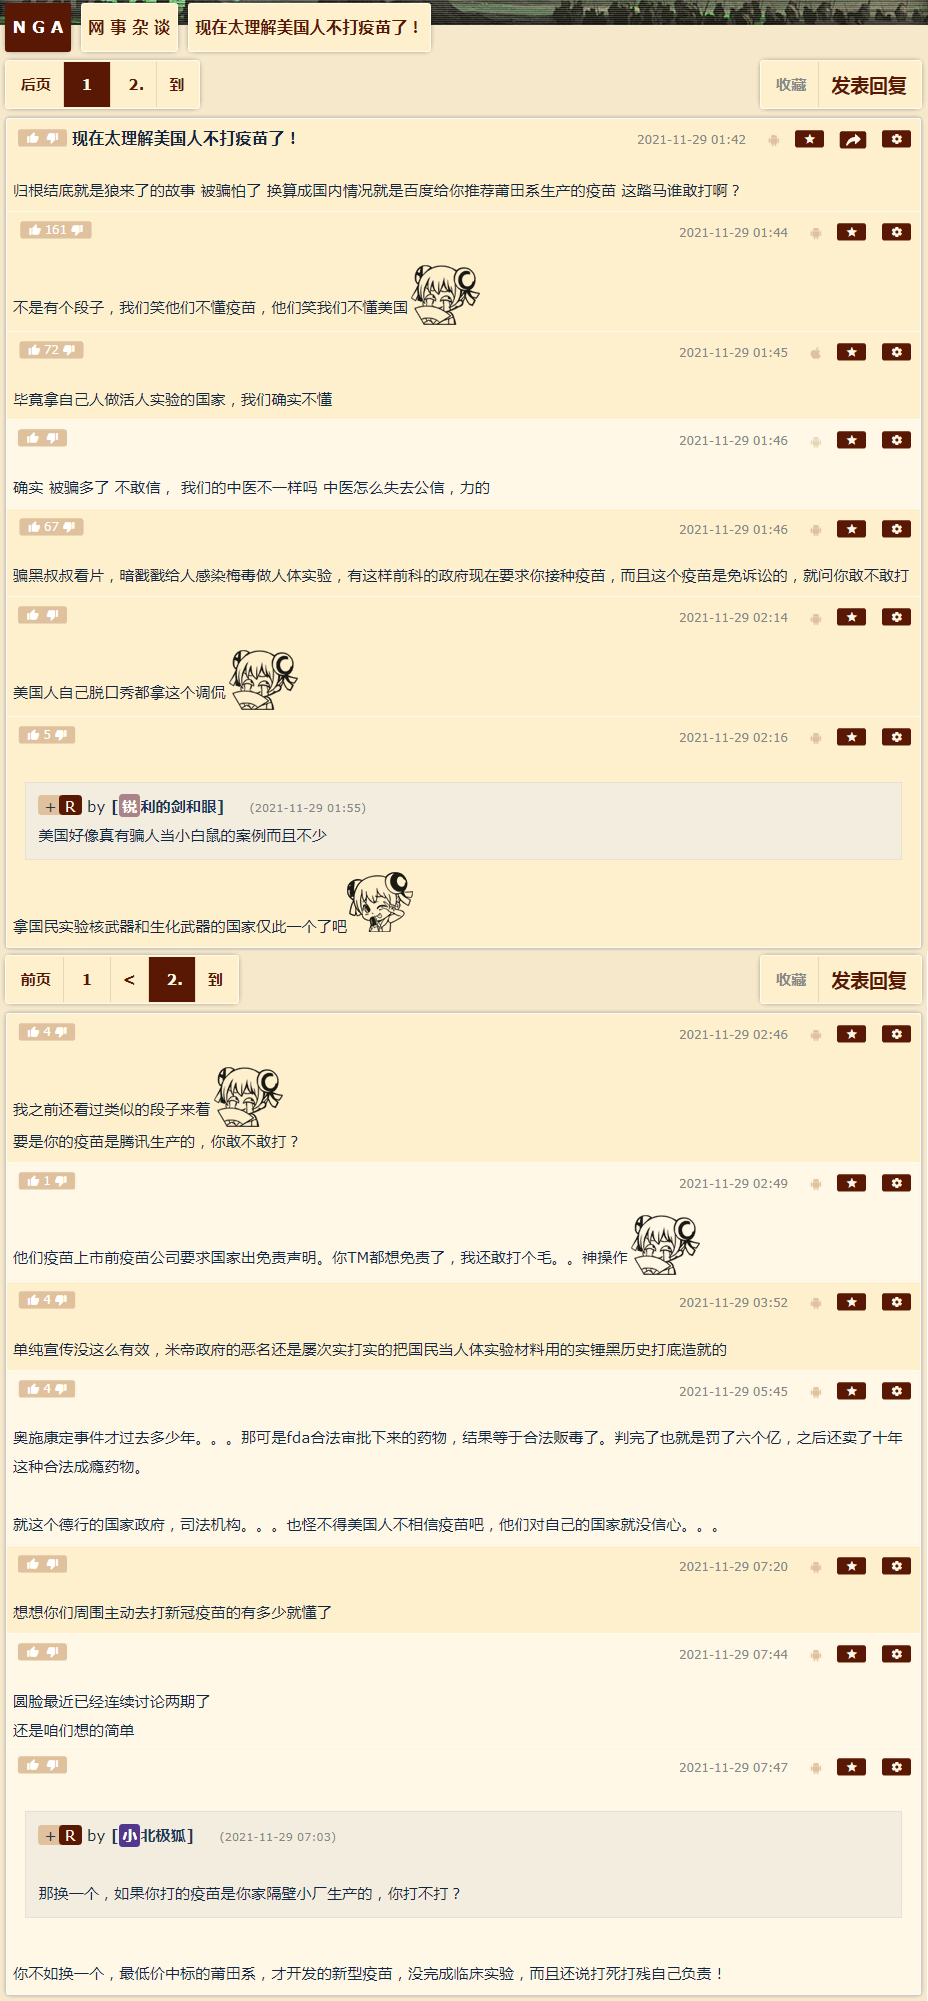 NGA 网事杂谈 现在太理解美国人不打疫苗了！
后页 1 2. 到 收藏 发表回复
现在太理解美国人不打疫苗了！ 2021-11-29 01:42
归根结底就是狼来了的故事 被骗怕了 换算成国内情况就是百度给你推荐莆田系生产的疫苗 这踏马谁敢打啊？
161 2021-11-29 01:44
不是有个段子，我们笑他们不懂疫苗，他们笑我们不懂美国
72 2021-11-29 01:45
毕竟拿自己人做活人实验的国家，我们确实不懂
2021-11-29 01:46
确实 被骗多了 不敢信， 我们的中医不一样吗 中医怎么失去公信，力的
67 2021-11-29 01:46
骗黑叔叔看片，暗戳戳给人感染梅毒做人体实验，有这样前科的政府现在要求你接种疫苗，而且这个疫苗是免诉讼的，就问你敢不敢打
2021-11-29 02:14
美国人自己脱口秀都拿这个调侃
5 2021-11-29 02:16
+ R by [锐利的剑和眼] (2021-11-29 01:55)
美国好像真有骗人当小白鼠的案例而且不少
拿国民实验核武器和生化武器的国家仅此一个了吧
前页 1 < 2. 到 收藏 发表回复
4 2021-11-29 02:46
我之前还看过类似的段子来着
要是你的疫苗是腾讯生产的，你敢不敢打？
1 2021-11-29 02:49
他们疫苗上市前疫苗公司要求国家出免责声明。你TM都想免责了，我还敢打个毛。。神操作
4 2021-11-29 03:52
单纯宣传没这么有效，米帝政府的恶名还是屡次实打实的把国民当人体实验材料用的实锤黑历史打底造就的
4 2021-11-29 05:45
奥施康定事件才过去多少年。。。那可是fda合法审批下来的药物，结果等于合法贩毒了。判完了也就是罚了六个亿，之后还卖了十年
这种合法成瘾药物。
就这个德行的国家政府，司法机构。。。也怪不得美国人不相信疫苗吧，他们对自己的国家就没信心。。。
2021-11-29 07:20
想想你们周围主动去打新冠疫苗的有多少就懂了
2021-11-29 07:44
圆脸最近已经连续讨论两期了
还是咱们想的简单
2021-11-29 07:47
+ R by [小北极狐] (2021-11-29 07:03)
那换一个，如果你打的疫苗是你家隔壁小厂生产的，你打不打？
你不如换一个，最低价中标的莆田系，才开发的新型疫苗，没完成临床实验，而且还说打死打残自己负责！